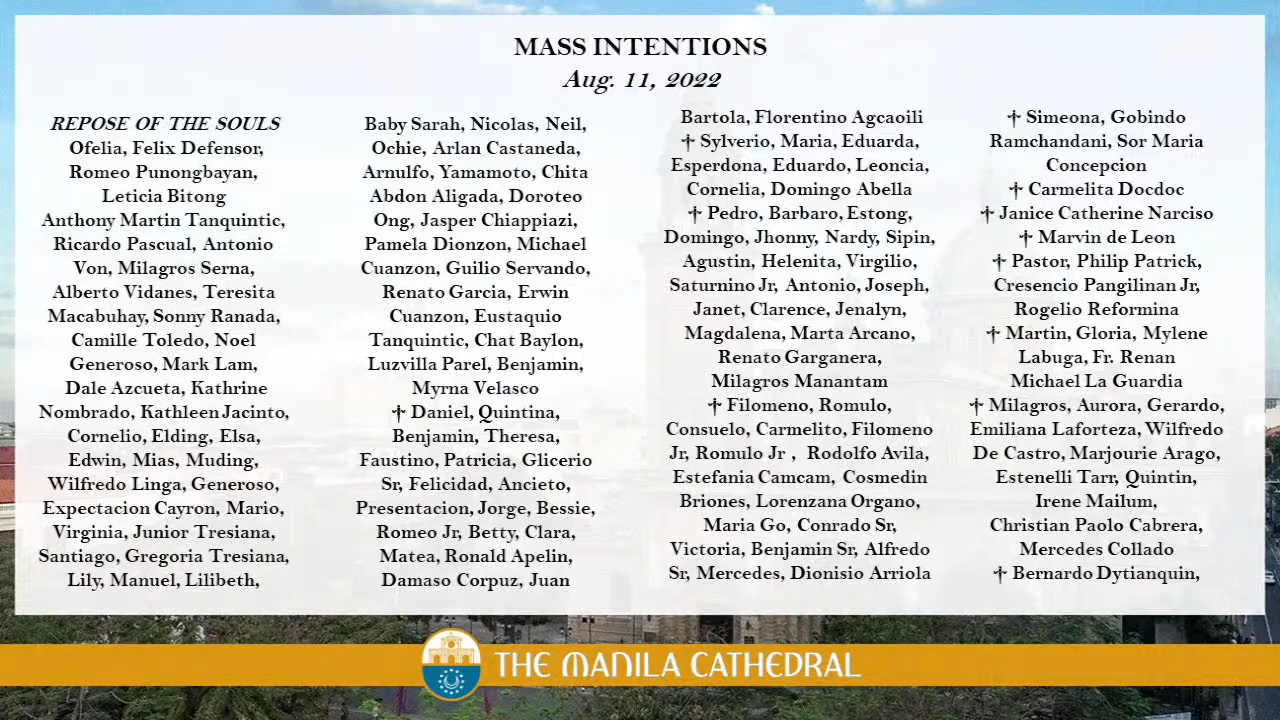 MASS INTENTIONS
Aug. 11, 2022
REPOSE OF THE SOULS
Ofelia, Felix Defensor,
Romeo Punongbayan,
Leticia Bitong
Anthony Martin Tanquintic,
Ricardo Pascual, Antonio
Von, Milagros Serna,
Alberto Vidanes, Teresita
Macabuhay, Sonny Ranada,
Camille Toledo, Noel
Generoso, Mark Lam,
Dale Azcueta, Kathrine
Nombrado, Kathleen Jacinto,
Cornelio, Elding, Elsa,
Edwin, Mias, Muding,
Wilfredo Linga, Generoso,
Expectacion Cayron, Mario,
Virginia, Junior Tresiana,
Santiago, Gregoria Tresiana,
Lily, Manuel, Lilibeth,
Baby Sarah, Nicolas, Neil,
Ochie, Arlan Castaneda,
Arnulfo, Yamamoto, Chita
Abdon Aligada, Doroteo
Ong, Jasper Chiappiazi,
Pamela Dionzon, Michael
Cuanzon, Guilio Servando,
Renato Garcia, Erwin
Cuanzon, Eustaquio
Tanquintic, Chat Baylon,
Luzvilla Parel, Benjamin,
Myrna Velasco
✝ Daniel, Quintina,
Benjamin, Theresa,
Faustino, Patricia, Glicerio
Sr, Felicidad, Ancieto,
Presentacion, Jorge, Bessie,
Romeo Jr, Betty, Clara,
Matea, Ronald Apelin,
Damaso Corpuz, Juan
Bartola, Florentino Agcaoili
✝ Sylverio, Maria, Eduarda,
Esperdona, Eduardo, Leoncia,
Cornelia, Domingo Abella
✝ Pedro, Barbaro, Estong,
Domingo, Jhonny, Nardy, Sipin,
Agustin, Helenita, Virgilio,
Saturnino Jr, Antonio, Joseph,
Janet, Clarence, Jenalyn,
Magdalena, Marta Arcano,
Renato Garganera,
Milagros Manantam
✝ Filomeno, Romulo,
Consuelo, Carmelito, Filomeno
Jr, Romulo Jr , Rodolfo Avila,
Estefania Camcam, Cosmedin
Briones, Lorenzana Organo,
Maria Go, Conrado Sr,
Victoria, Benjamin Sr, Alfredo
Sr, Mercedes, Dionisio Arriola
✝ Simeona, Gobindo
Ramchandani, Sor Maria
Concepcion
✝ Carmelita Docdoc
✝ Janice Catherine Narciso
✝ Marvin de Leon
✝ Pastor, Philip Patrick,
Cresencio Pangilinan Jr,
Rogelio Reformina
✝ Martin, Gloria, Mylene
Labuga, Fr. Renan
Michael La Guardia
✝ Milagros, Aurora, Gerardo,
Emiliana Laforteza, Wilfredo
De Castro, Marjourie Arago,
Estenelli Tarr, Quintin,
Irene Mailum,
Christian Paolo Cabrera,
Mercedes Collado
✝ Bernardo Dytianquin,
THE MANILA CATHEDRAL